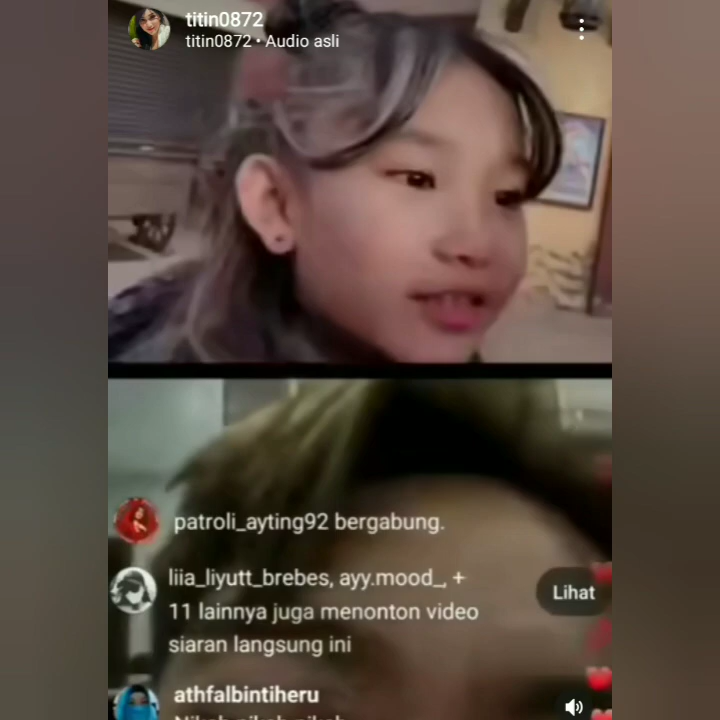 titin0872
titin0872 • Audio asli
patroli_ayting92 bergabung.
liia_liyutt_brebes, ayy.mood_, +
11 lainnya juga menonton video
siaran langsung ini
Lihat
athfalbintiheru